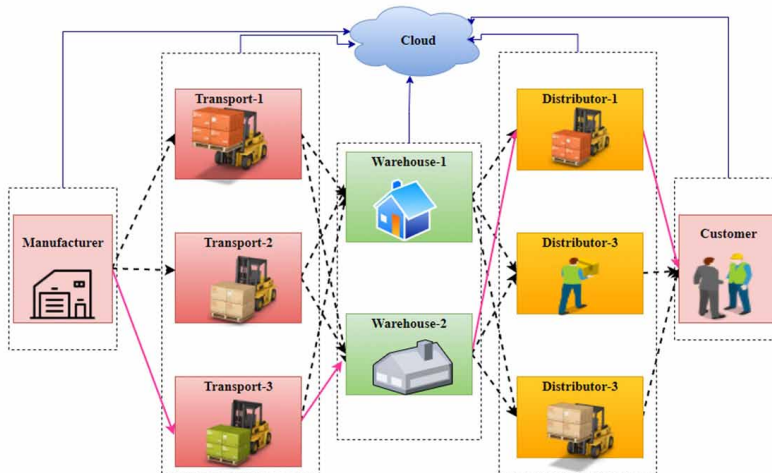 Cloud
Transport-1
Distributor-1
Warehouse-1
Manufacturer
Transport-2
Distributor-3
Customer
Warehouse-2
Transport-3
Distributor-3